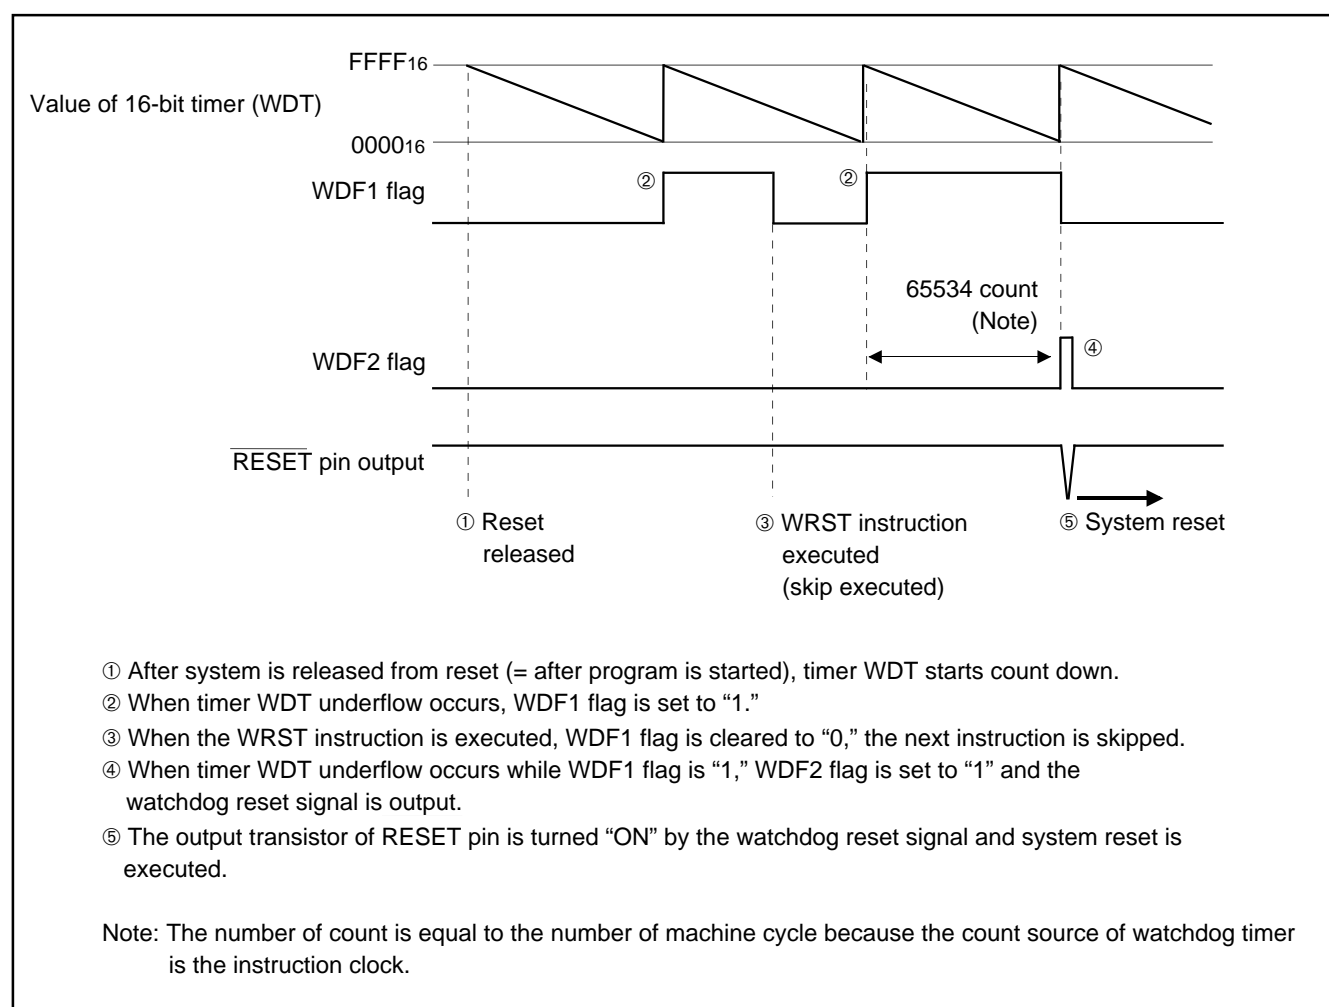 FFFF16
Value of 16-bit timer (WDT)
000016
WDF1 flag
②
②
65534 count
(Note)
WDF2 flag
④
RESET pin output
① Reset
released
③ WRST instruction
executed
(skip executed)
⑤ System reset
① After system is released from reset (= after program is started), timer WDT starts count down.
② When timer WDT underflow occurs, WDF1 flag is set to “1.”
③ When the WRST instruction is executed, WDF1 flag is cleared to “0,” the next instruction is skipped.
④ When timer WDT underflow occurs while WDF1 flag is “1,” WDF2 flag is set to “1” and the
watchdog reset signal is output.
⑤ The output transistor of RESET pin is turned “ON” by the watchdog reset signal and system reset is
executed.
Note: The number of count is equal to the number of machine cycle because the count source of watchdog timer
is the instruction clock.